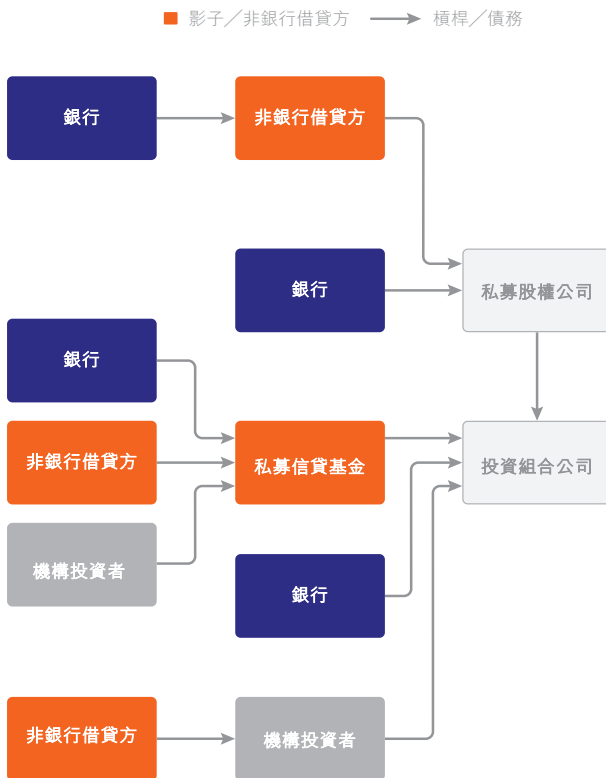 影子／非銀行借貸方
槓桿／債務
銀行
非銀行借貸方
銀行
私募股權公司
銀行
非銀行借貸方
私募信貸基金
投資組合公司
機構投資者
銀行
非銀行借貸方
機構投資者